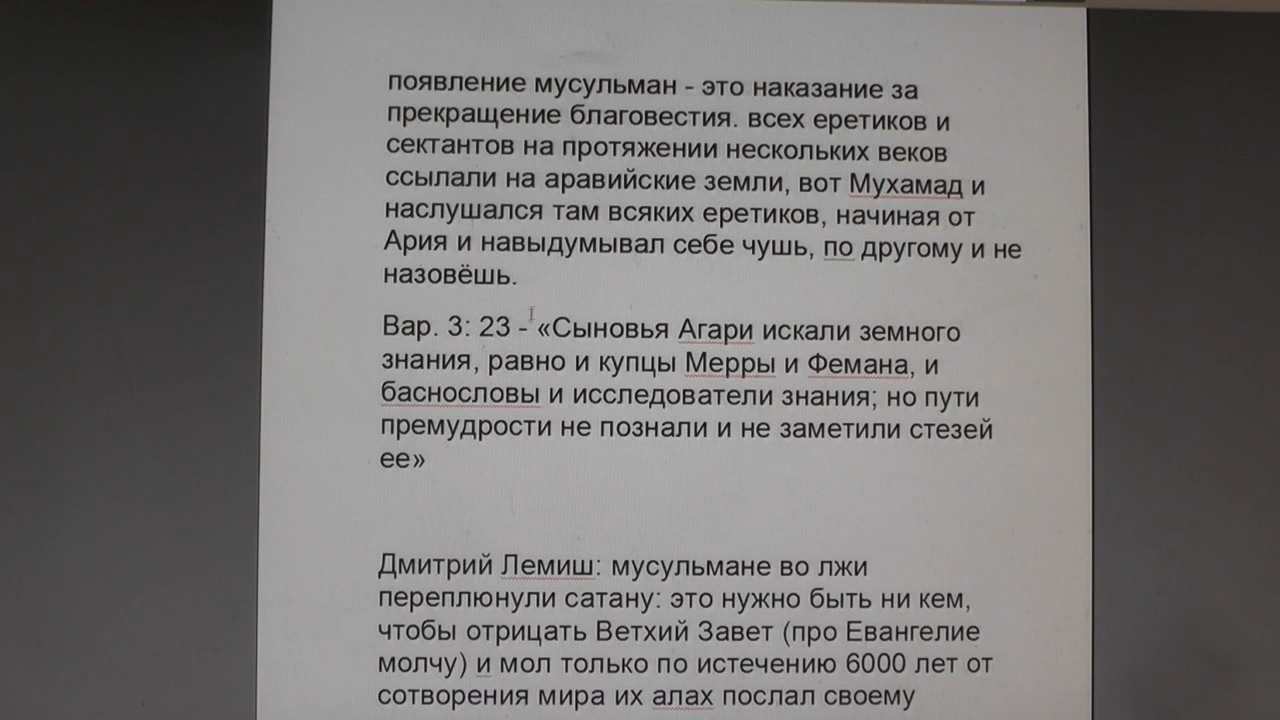 появление мусульман - это наказание за
прекращение благовестия. всех еретиков и
сектантов на протяжении нескольких веков
ссылали на аравийские земли, вот Мухамад и
наслушался там всяких еретиков, начиная от
Ария и навыдумывал себе чушь, по другому и не
назовёшь.
Вар. 3: 23 - «Сыновья Агари искали земного
знания, равно и купцы Мерры и Фемана, и
баснословы и исследователи знания; но пути
премудрости не познали и не заметили стезей
ее»
Дмитрий Лемиш: мусульмане во лжи
переплюнули сатану: это нужно быть ни кем,
чтобы отрицать Ветхий Завет (про Евангелие
молчу) и мол только по истечению 6000 лет от
сотворения мира их алах послал своему